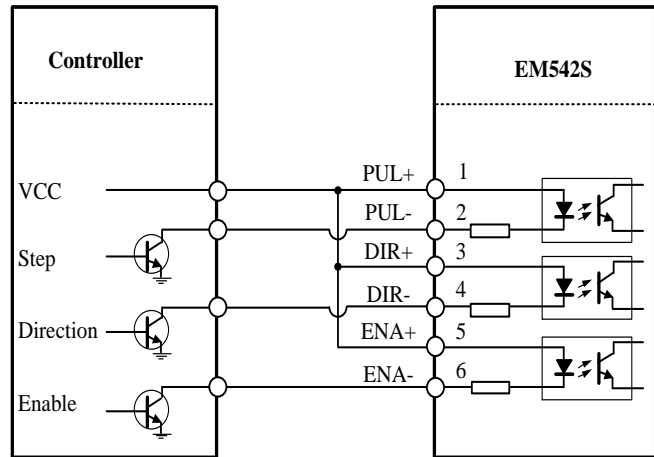 Controller
EM542S
VCC
PUL+
1
PUL-
2
Step
DIR+
3
DIR-
4
Direction
ENA+
5
ENA-
6
Enable